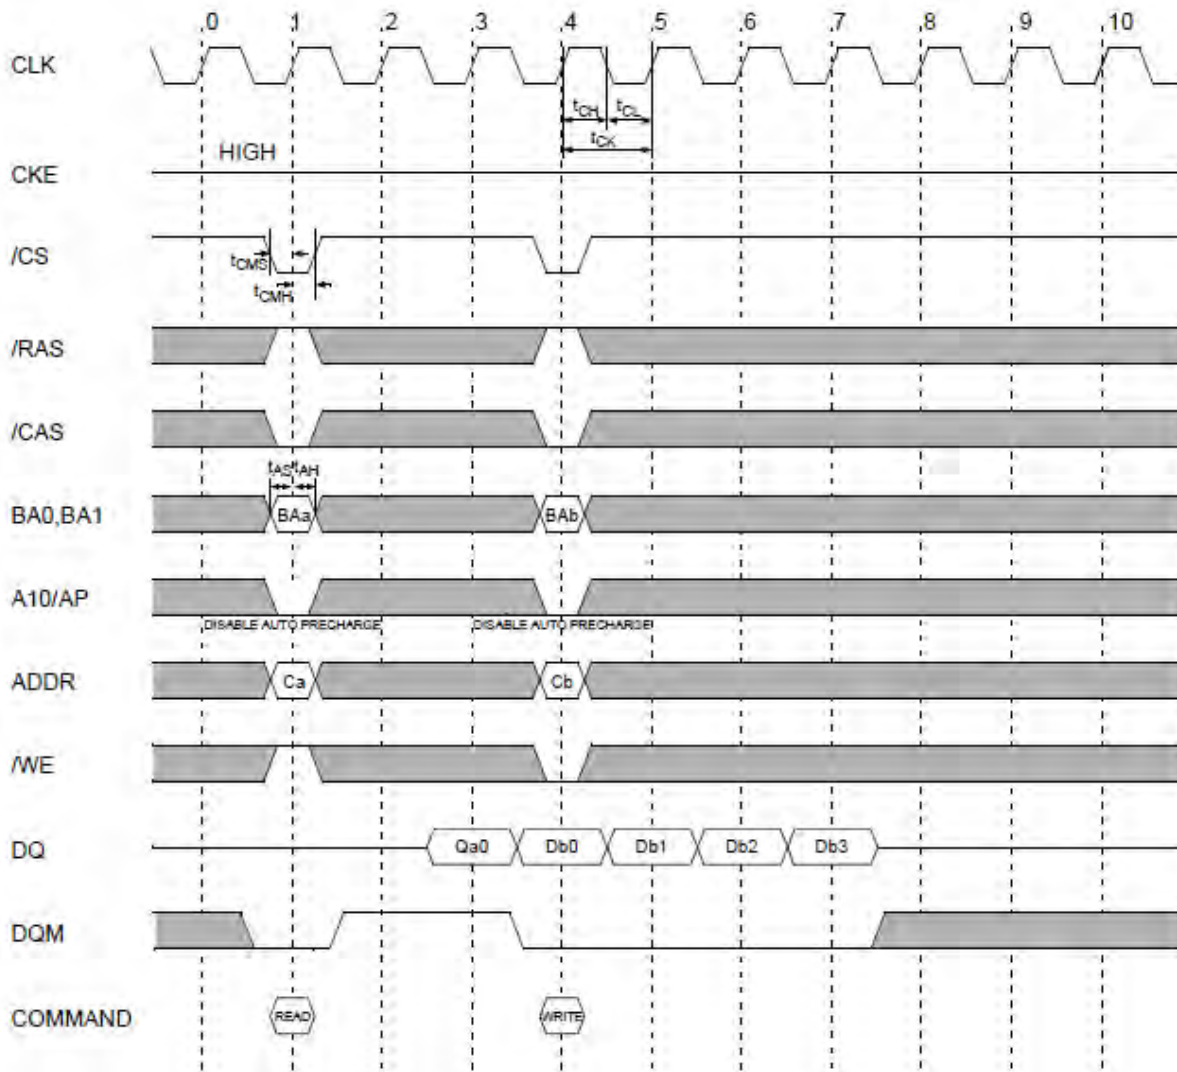 0 1 2 3 4 5 6 7 8 9 10
CLK
tCH tCL
tCK
HIGH
CKE
/CS
tCMS
tCMH
/RAS
/CAS
tAS tAH
BA0,BA1 BAa BAb
A10/AP
DISABLE AUTO PRECHARGE DISABLE AUTO PRECHARGE
ADDR Ca Cb
/WE
DQ Qa0 Db0 Db1 Db2 Db3
DQM
COMMAND READ WRITE